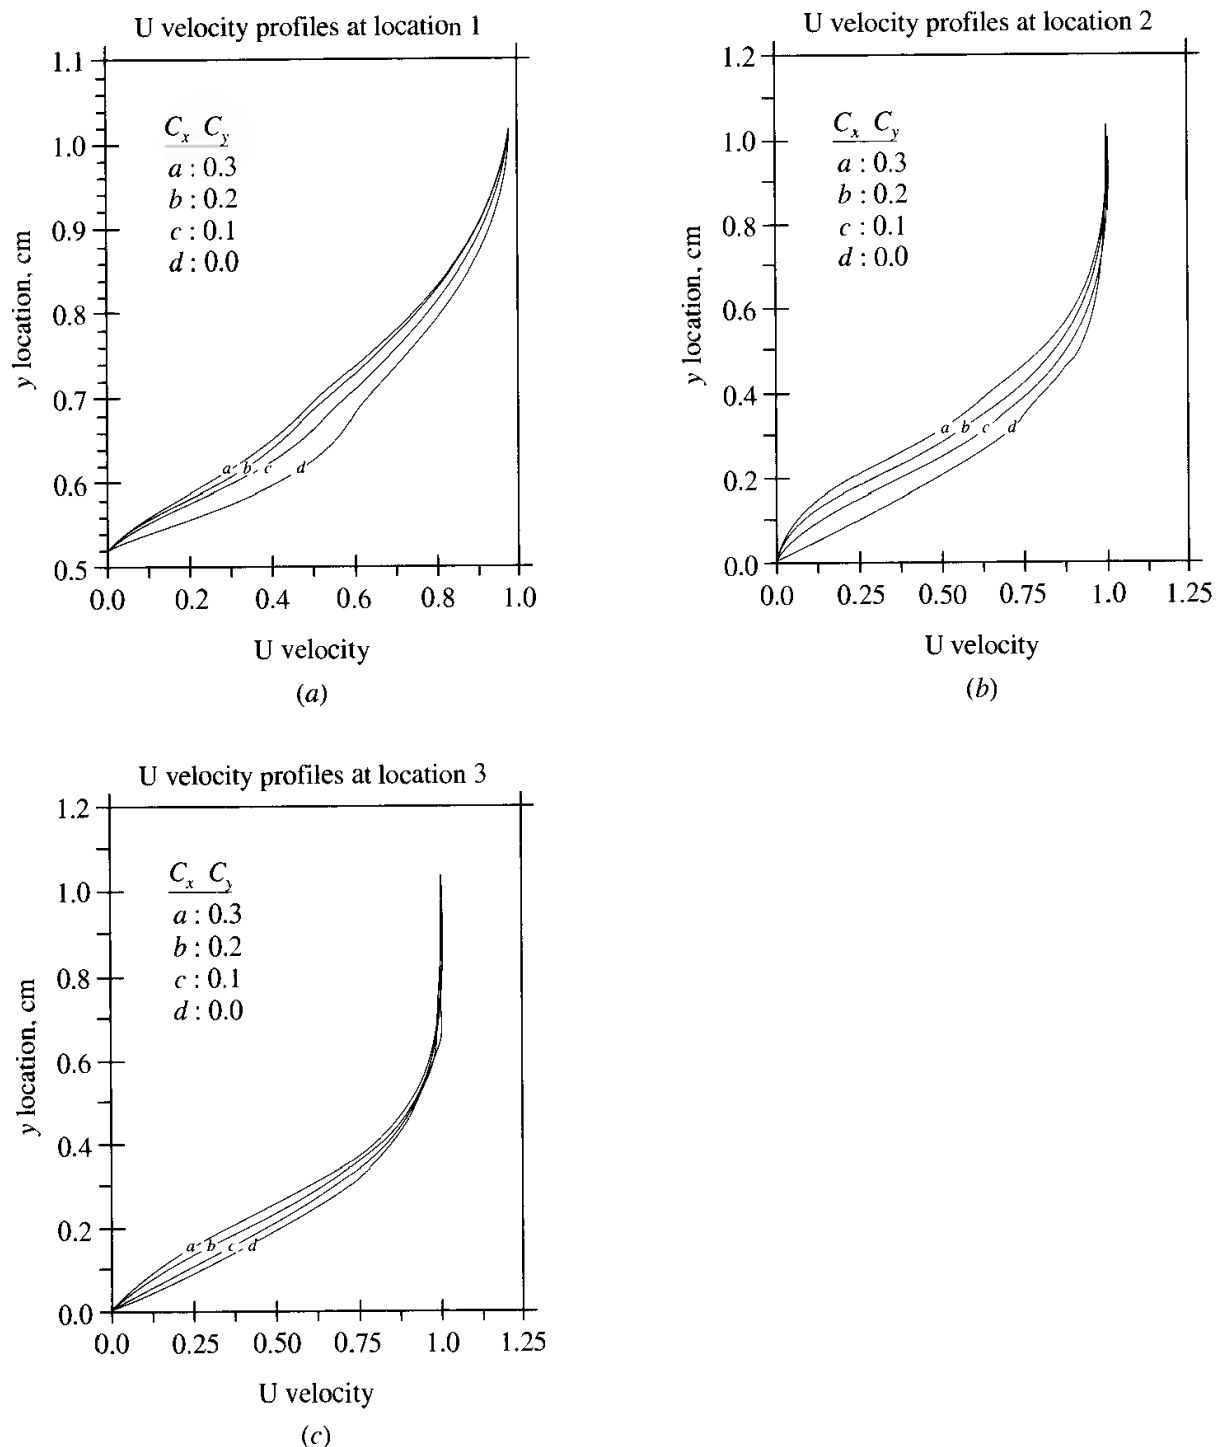 U velocity profiles at location 1
1.1
1.0
0.9
0.8
0.7
0.6
0.5
y location, cm
C_x C_y
a : 0.3
b : 0.2
c : 0.1
d : 0.0
a b c d
0.0 0.2 0.4 0.6 0.8 1.0
U velocity
(a)
U velocity profiles at location 2
1.2
1.0
0.8
0.6
0.4
0.2
0.0
y location, cm
C_x C_y
a : 0.3
b : 0.2
c : 0.1
d : 0.0
a b c d
0.0 0.25 0.50 0.75 1.0 1.25
U velocity
(b)
U velocity profiles at location 3
1.2
1.0
0.8
0.6
0.4
0.2
0.0
y location, cm
C_x C_y
a : 0.3
b : 0.2
c : 0.1
d : 0.0
a b c d
0.0 0.25 0.50 0.75 1.0 1.25
U velocity
(c)